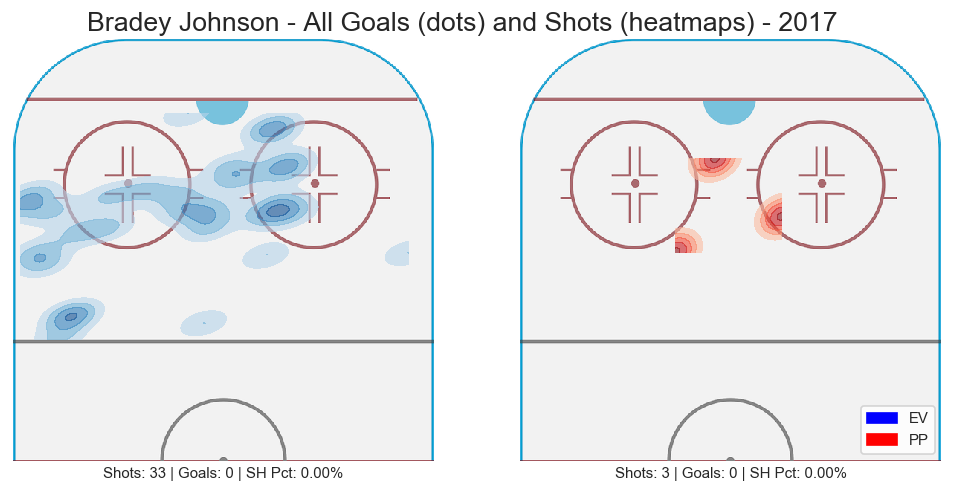 Bradey Johnson - All Goals (dots) and Shots (heatmaps) - 2017
EV
PP
Shots: 33 | Goals: 0 | SH Pct: 0.00%
Shots: 3 | Goals: 0 | SH Pct: 0.00%